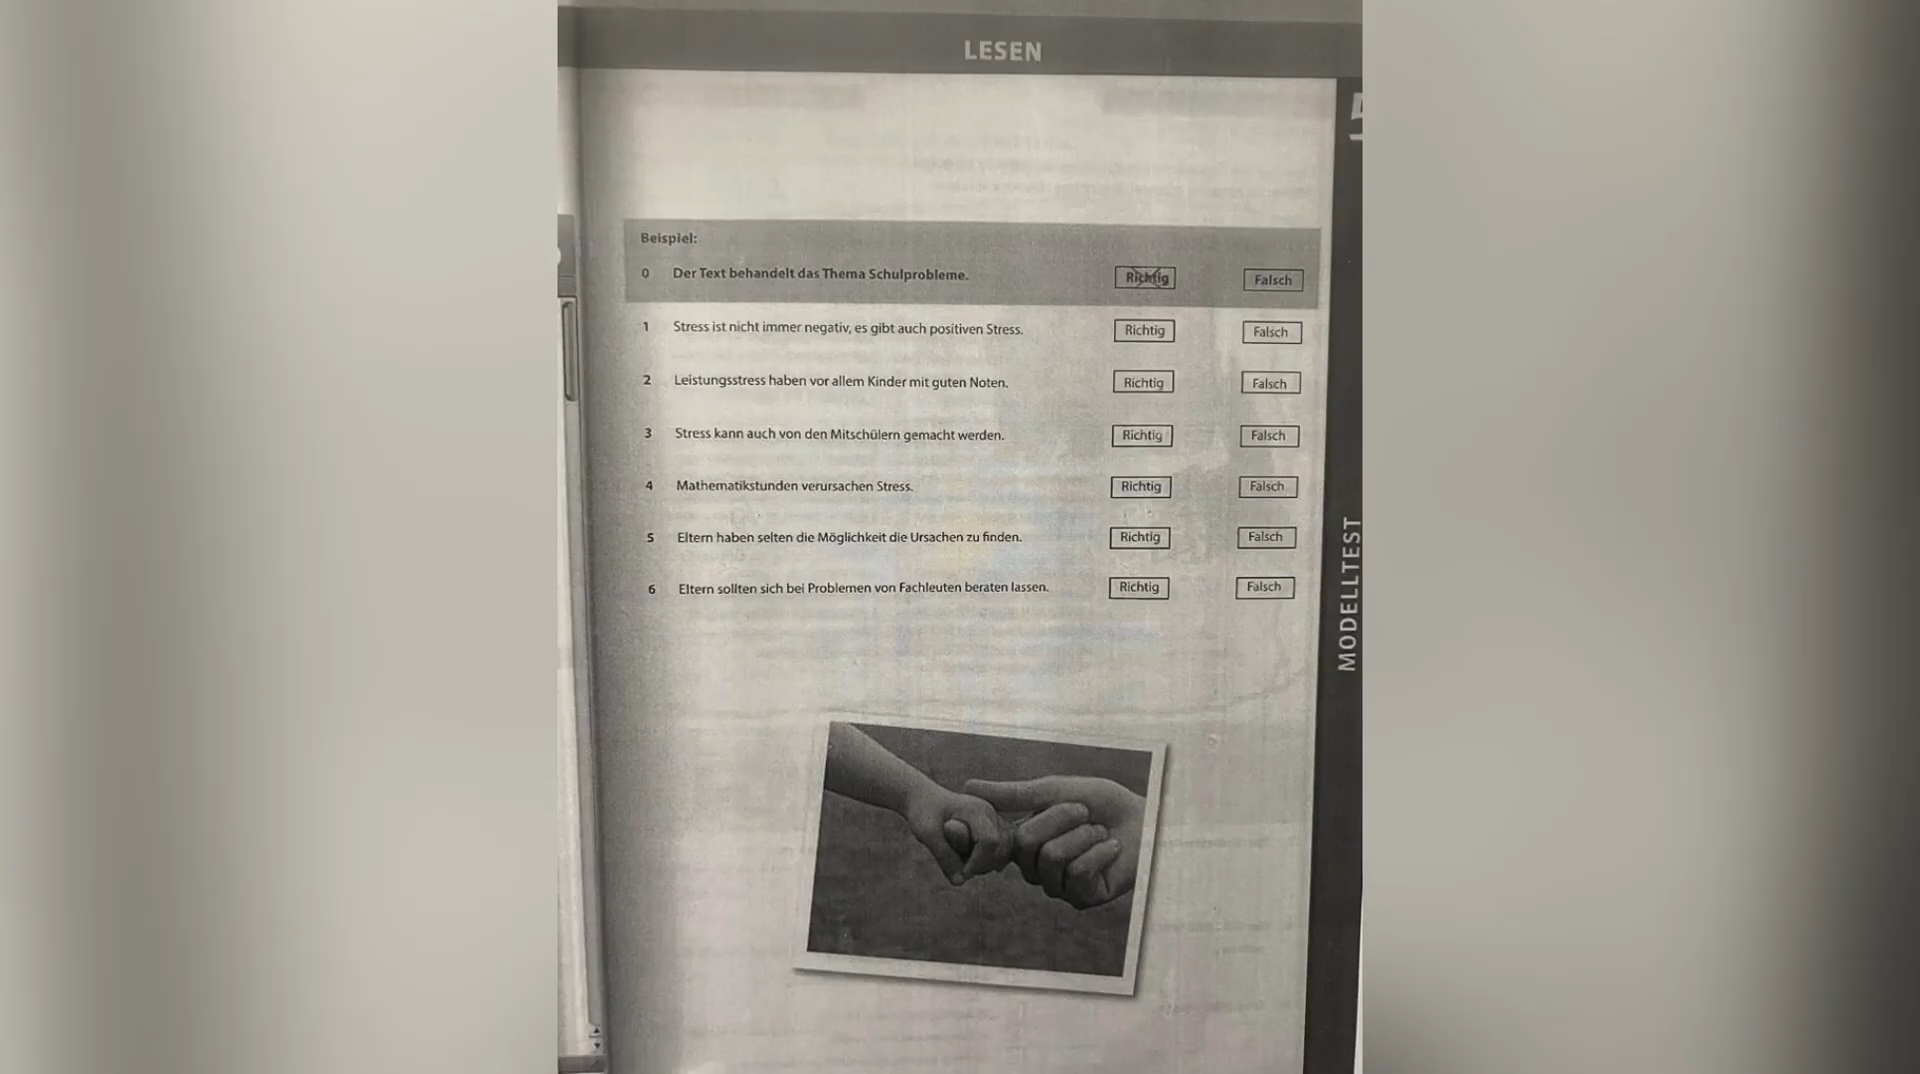 LESEN
Beispiel:
0 Der Text behandelt das Thema Schulprobleme. Richtig Falsch
1 Stress ist nicht immer negativ, es gibt auch positiven Stress. Richtig Falsch
2 Leistungsstress haben vor allem Kinder mit guten Noten. Richtig Falsch
3 Stress kann auch von den Mitschülern gemacht werden. Richtig Falsch
4 Mathematikstunden verursachen Stress. Richtig Falsch
5 Eltern haben selten die Möglichkeit die Ursachen zu finden. Richtig Falsch
6 Eltern sollten sich bei Problemen von Fachleuten beraten lassen. Richtig Falsch
MODELLTEST